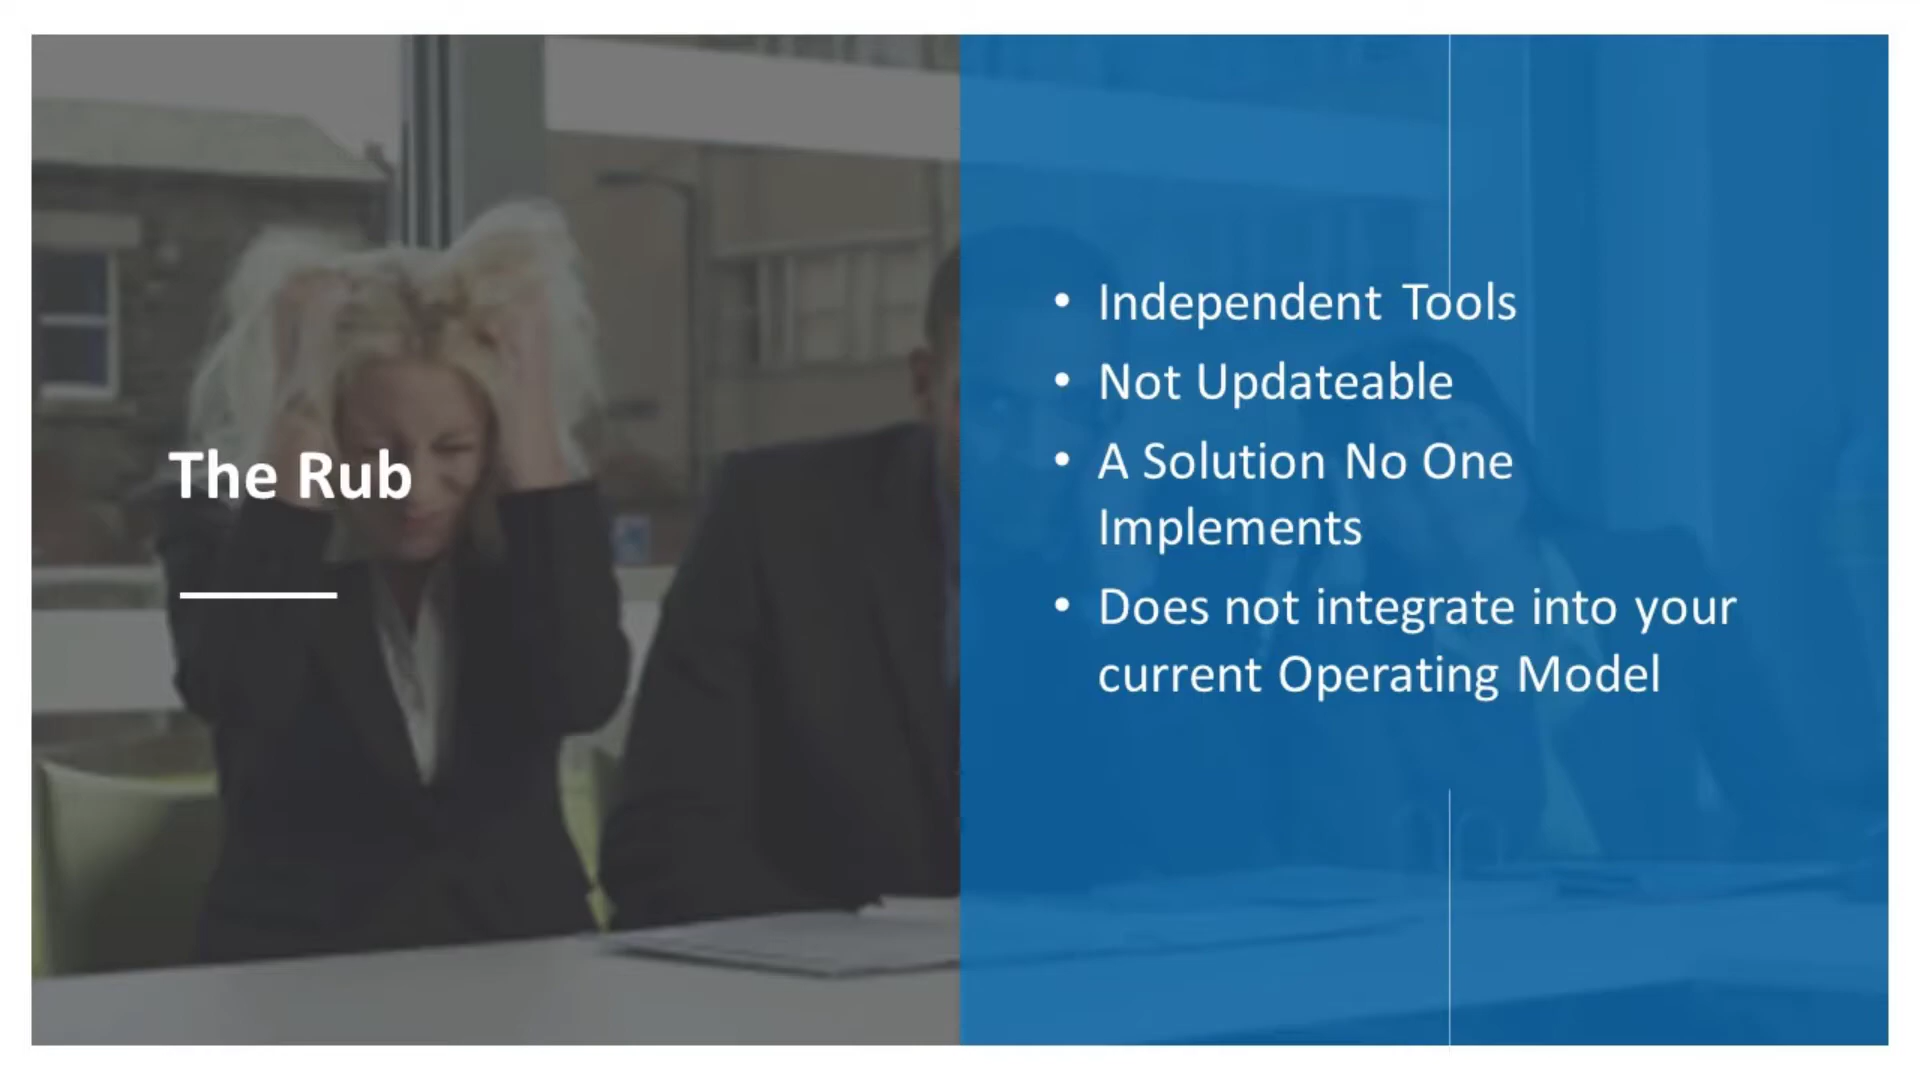 The Rub
• Independent Tools
• Not Updateable
• A Solution No One
Implements
• Does not integrate into your
current Operating Model